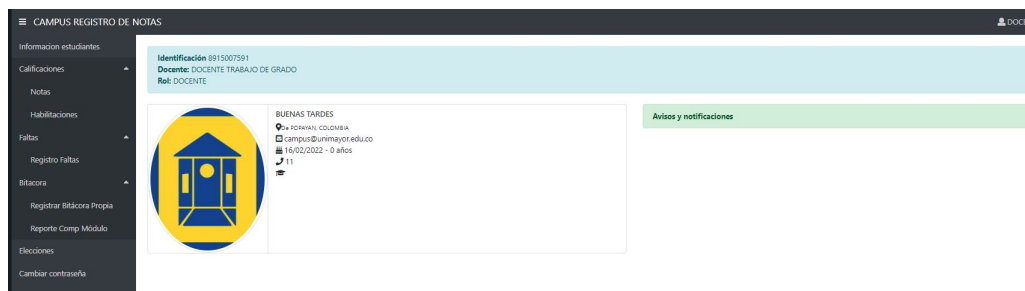 CAMPUS REGISTRO DE NOTAS
DOCE
Informacion estudiantes
Calificaciones
Notas
Habilitaciones
Faltas
Registro Faltas
Bitacora
Registrar Bitácora Propia
Reporte Comp Módulo
Elecciones
Cambiar contraseña
Identificación 8915007591
Docente: DOCENTE TRABAJO DE GRADO
Rol: DOCENTE
BUENAS TARDES
De POPAYAN, COLOMBIA
campus@unimayor.edu.co
16/02/2022 - 0 años
11
Avisos y notificaciones